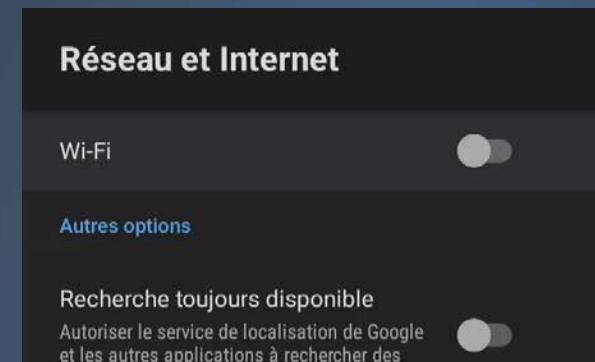 Réseau et Internet
Wi-Fi
Autres options
Recherche toujours disponible
Autoriser le service de localisation de Google
et les autres applications à rechercher des